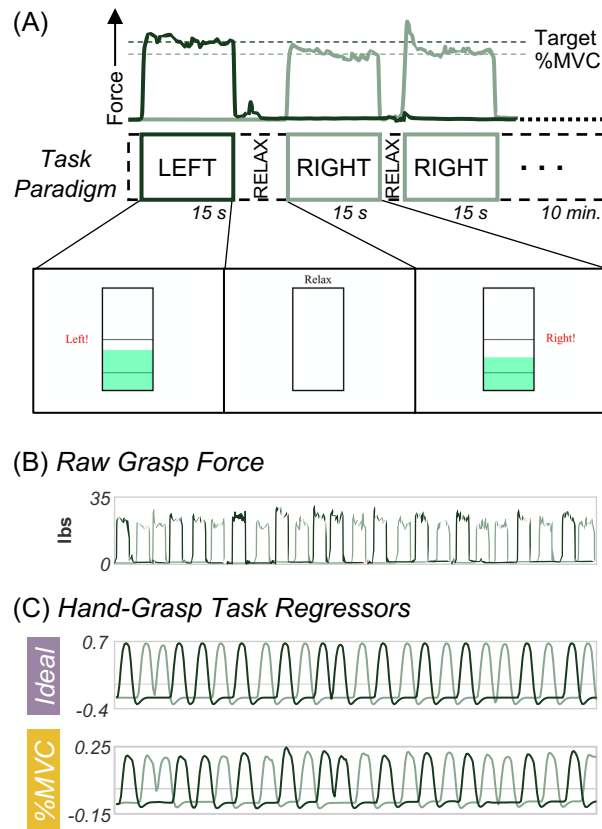 (A)
Force
Target
%MVC
Task
Paradigm
LEFT
RELAX
RIGHT
RELAX
RIGHT
. . .
15 s
15 s
15 s
10 min.
Left!
Relax
Right!
(B) Raw Grasp Force
lbs
35
0
(C) Hand-Grasp Task Regressors
Ideal
0.7
-0.4
%MVC
0.25
-0.15